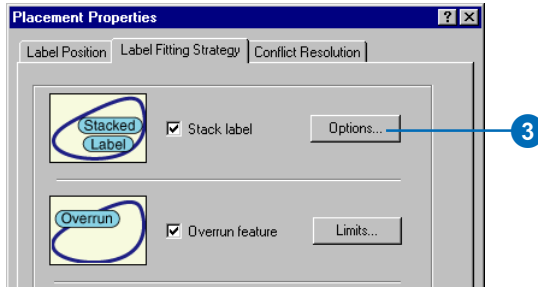 Placement Properties
Label Position Label Fitting Strategy Conflict Resolution
Stacked
Label
Stack label
Options...
3
Overrun
Overrun feature
Limits...